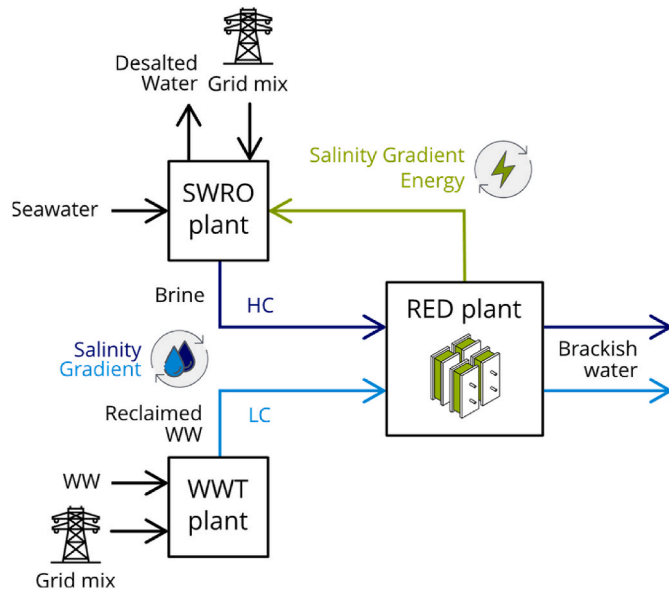 Desalted
Water
Grid mix
Salinity Gradient
Energy
Seawater
SWRO
plant
Brine
HC
RED plant
Salinity
Gradient
Brackish
water
Reclaimed
WW
LC
WW
WWT
plant
Grid mix